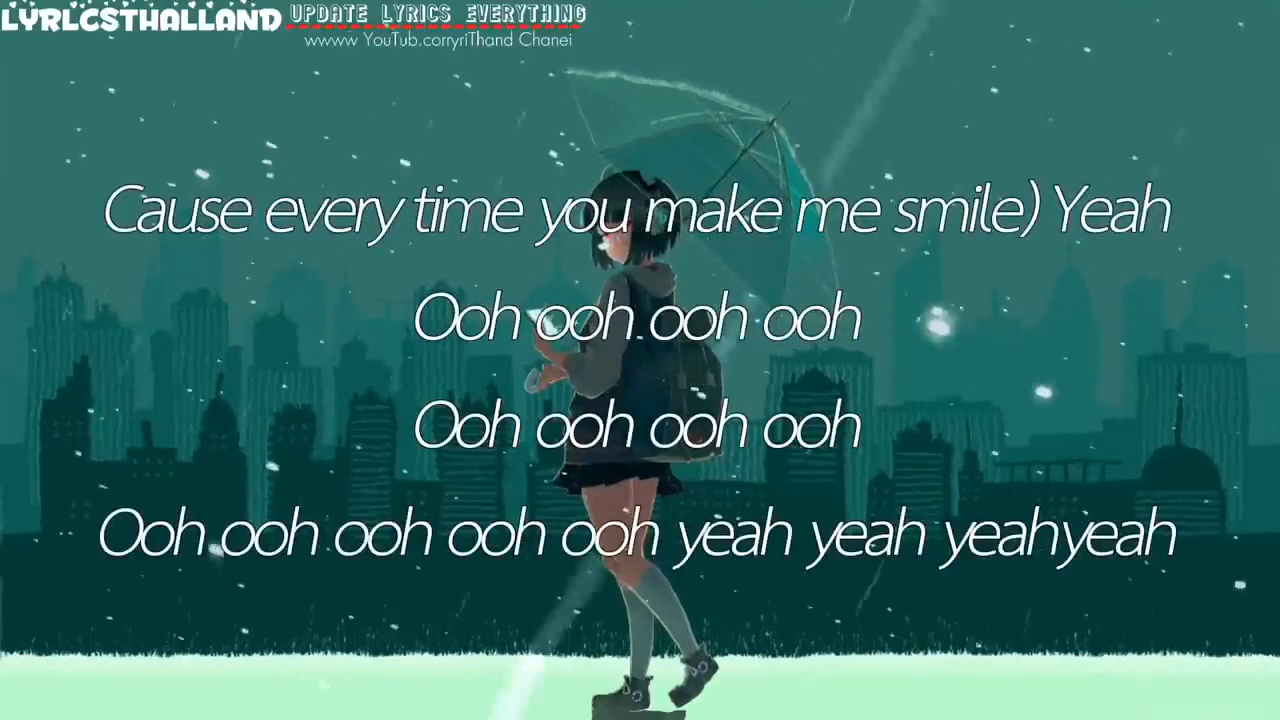 LYRLCSTHALLAND UPDATE LYRICS EVERYTHING
wwww YouTub.corryriThand Chanei
Cause every time you make me smile) Yeah
Ooh ooh ooh ooh
Ooh ooh ooh ooh
Ooh ooh ooh ooh ooh yeah yeah yeahyeah